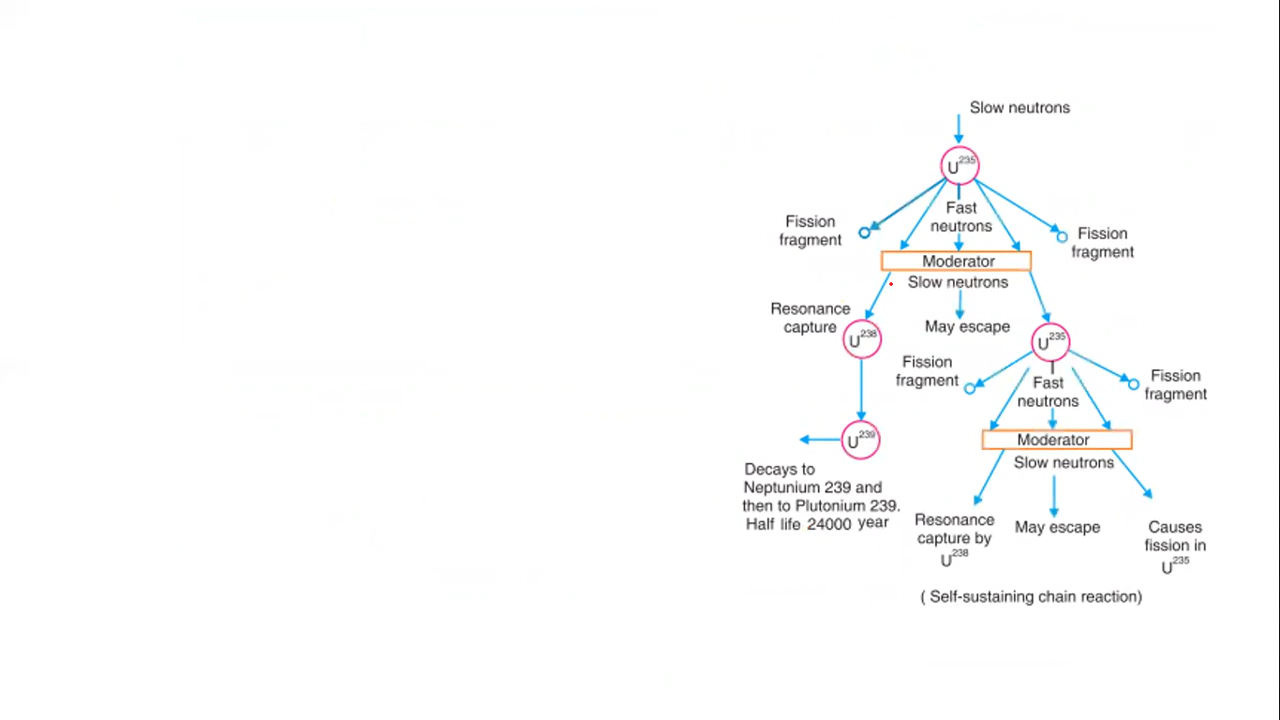 Slow neutrons
U235
Fast
neutrons
Fission
fragment
Fission
fragment
Moderator
Slow neutrons
Resonance
capture
U238
May escape
U235
Fission
fragment
Fast
neutrons
Fission
fragment
U239
Moderator
Slow neutrons
Decays to
Neptunium 239 and
then to Plutonium 239.
Half life 24000 year
Resonance
capture by
U238
May escape
Causes
fission in
U235
( Self-sustaining chain reaction)